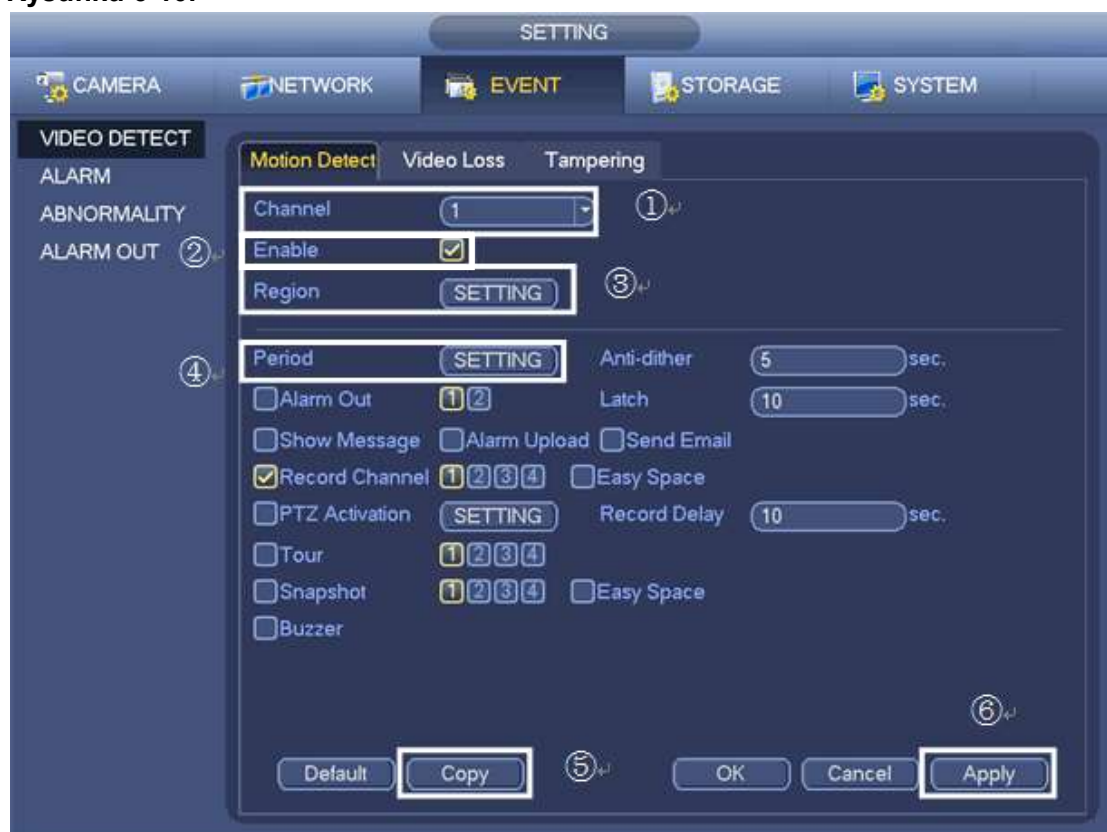 SETTING
CAMERA NETWORK EVENT STORAGE SYSTEM
VIDEO DETECT
ALARM
ABNORMALITY
ALARM OUT ②
Motion Detect Video Loss Tampering
Channel 1 ①
Enable
Region SETTING ③
④ Period SETTING Anti-dither 5 sec.
Alarm Out 1 2 Latch 10 sec.
Show Message Alarm Upload Send Email
Record Channel 1 2 3 4 Easy Space
PTZ Activation SETTING Record Delay 10 sec.
Tour 1 2 3 4
Snapshot 1 2 3 4 Easy Space
Buzzer
⑥
Default Copy ⑤ OK Cancel Apply